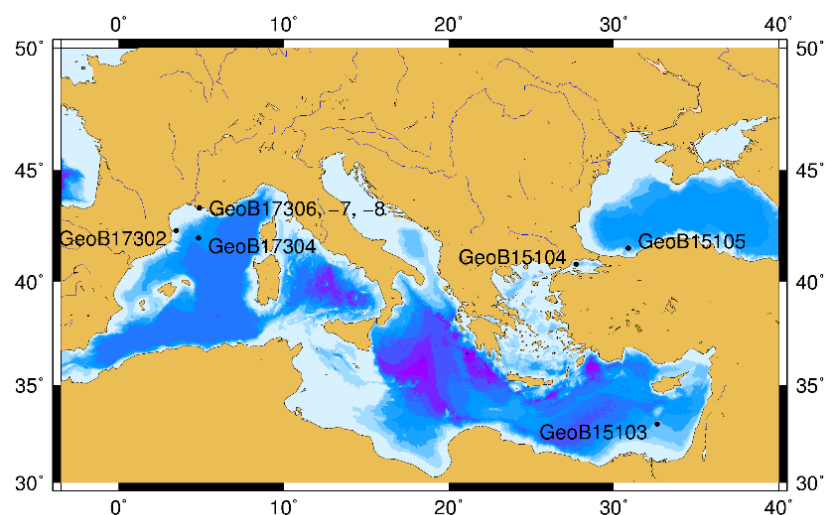 0˚ 10˚ 20˚ 30˚ 40˚
50˚ 50˚
45˚ 45˚
GeoB17306, −7, −8
GeoB17302
GeoB17304
GeoB15105
GeoB15104
40˚ 40˚
35˚ 35˚
GeoB15103
30˚ 30˚
0˚ 10˚ 20˚ 30˚ 40˚